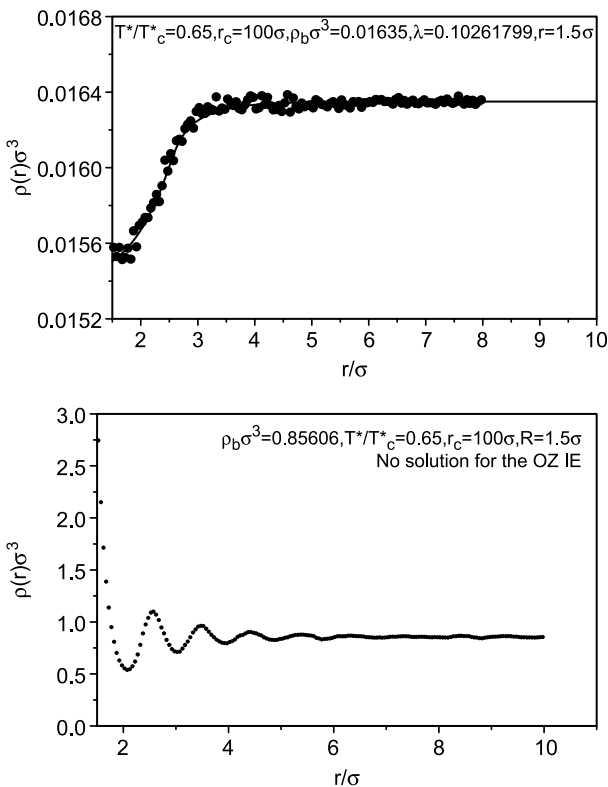 0.0168
T*/T*c=0.65,rc=100σ,ρbσ³=0.01635,λ=0.10261799,r=1.5σ
0.0164
0.0160
0.0156
0.0152
ρ(r)σ³
2 3 4 5 6 7 8 9 10
r/σ
3.0
ρbσ³=0.85606,T*/T*c=0.65,rc=100σ,R=1.5σ
No solution for the OZ IE
2.5
2.0
1.5
1.0
0.5
0.0
ρ(r)σ³
2 4 6 8 10
r/σ